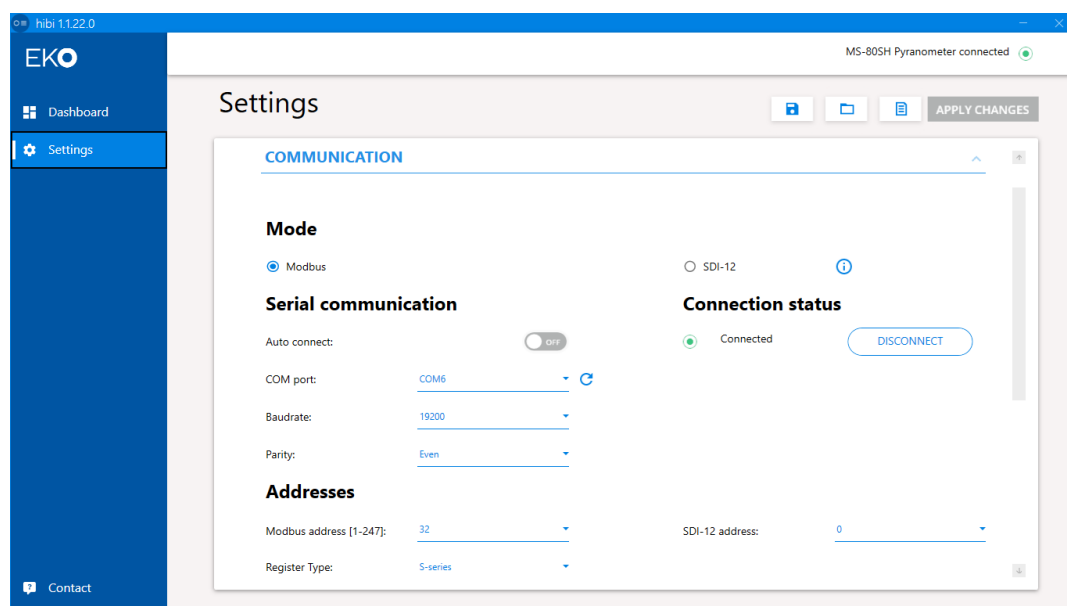 hibi 1.1.22.0
EKO
MS-80SH Pyranometer connected
Dashboard
Settings
Settings
APPLY CHANGES
COMMUNICATION
Mode
Modbus
SDI-12
Serial communication
Connection status
Auto connect:
OFF
Connected
DISCONNECT
COM port:
COM6
Baudrate:
19200
Parity:
Even
Addresses
Modbus address [1-247]:
32
SDI-12 address:
0
Register Type:
S-series
Contact